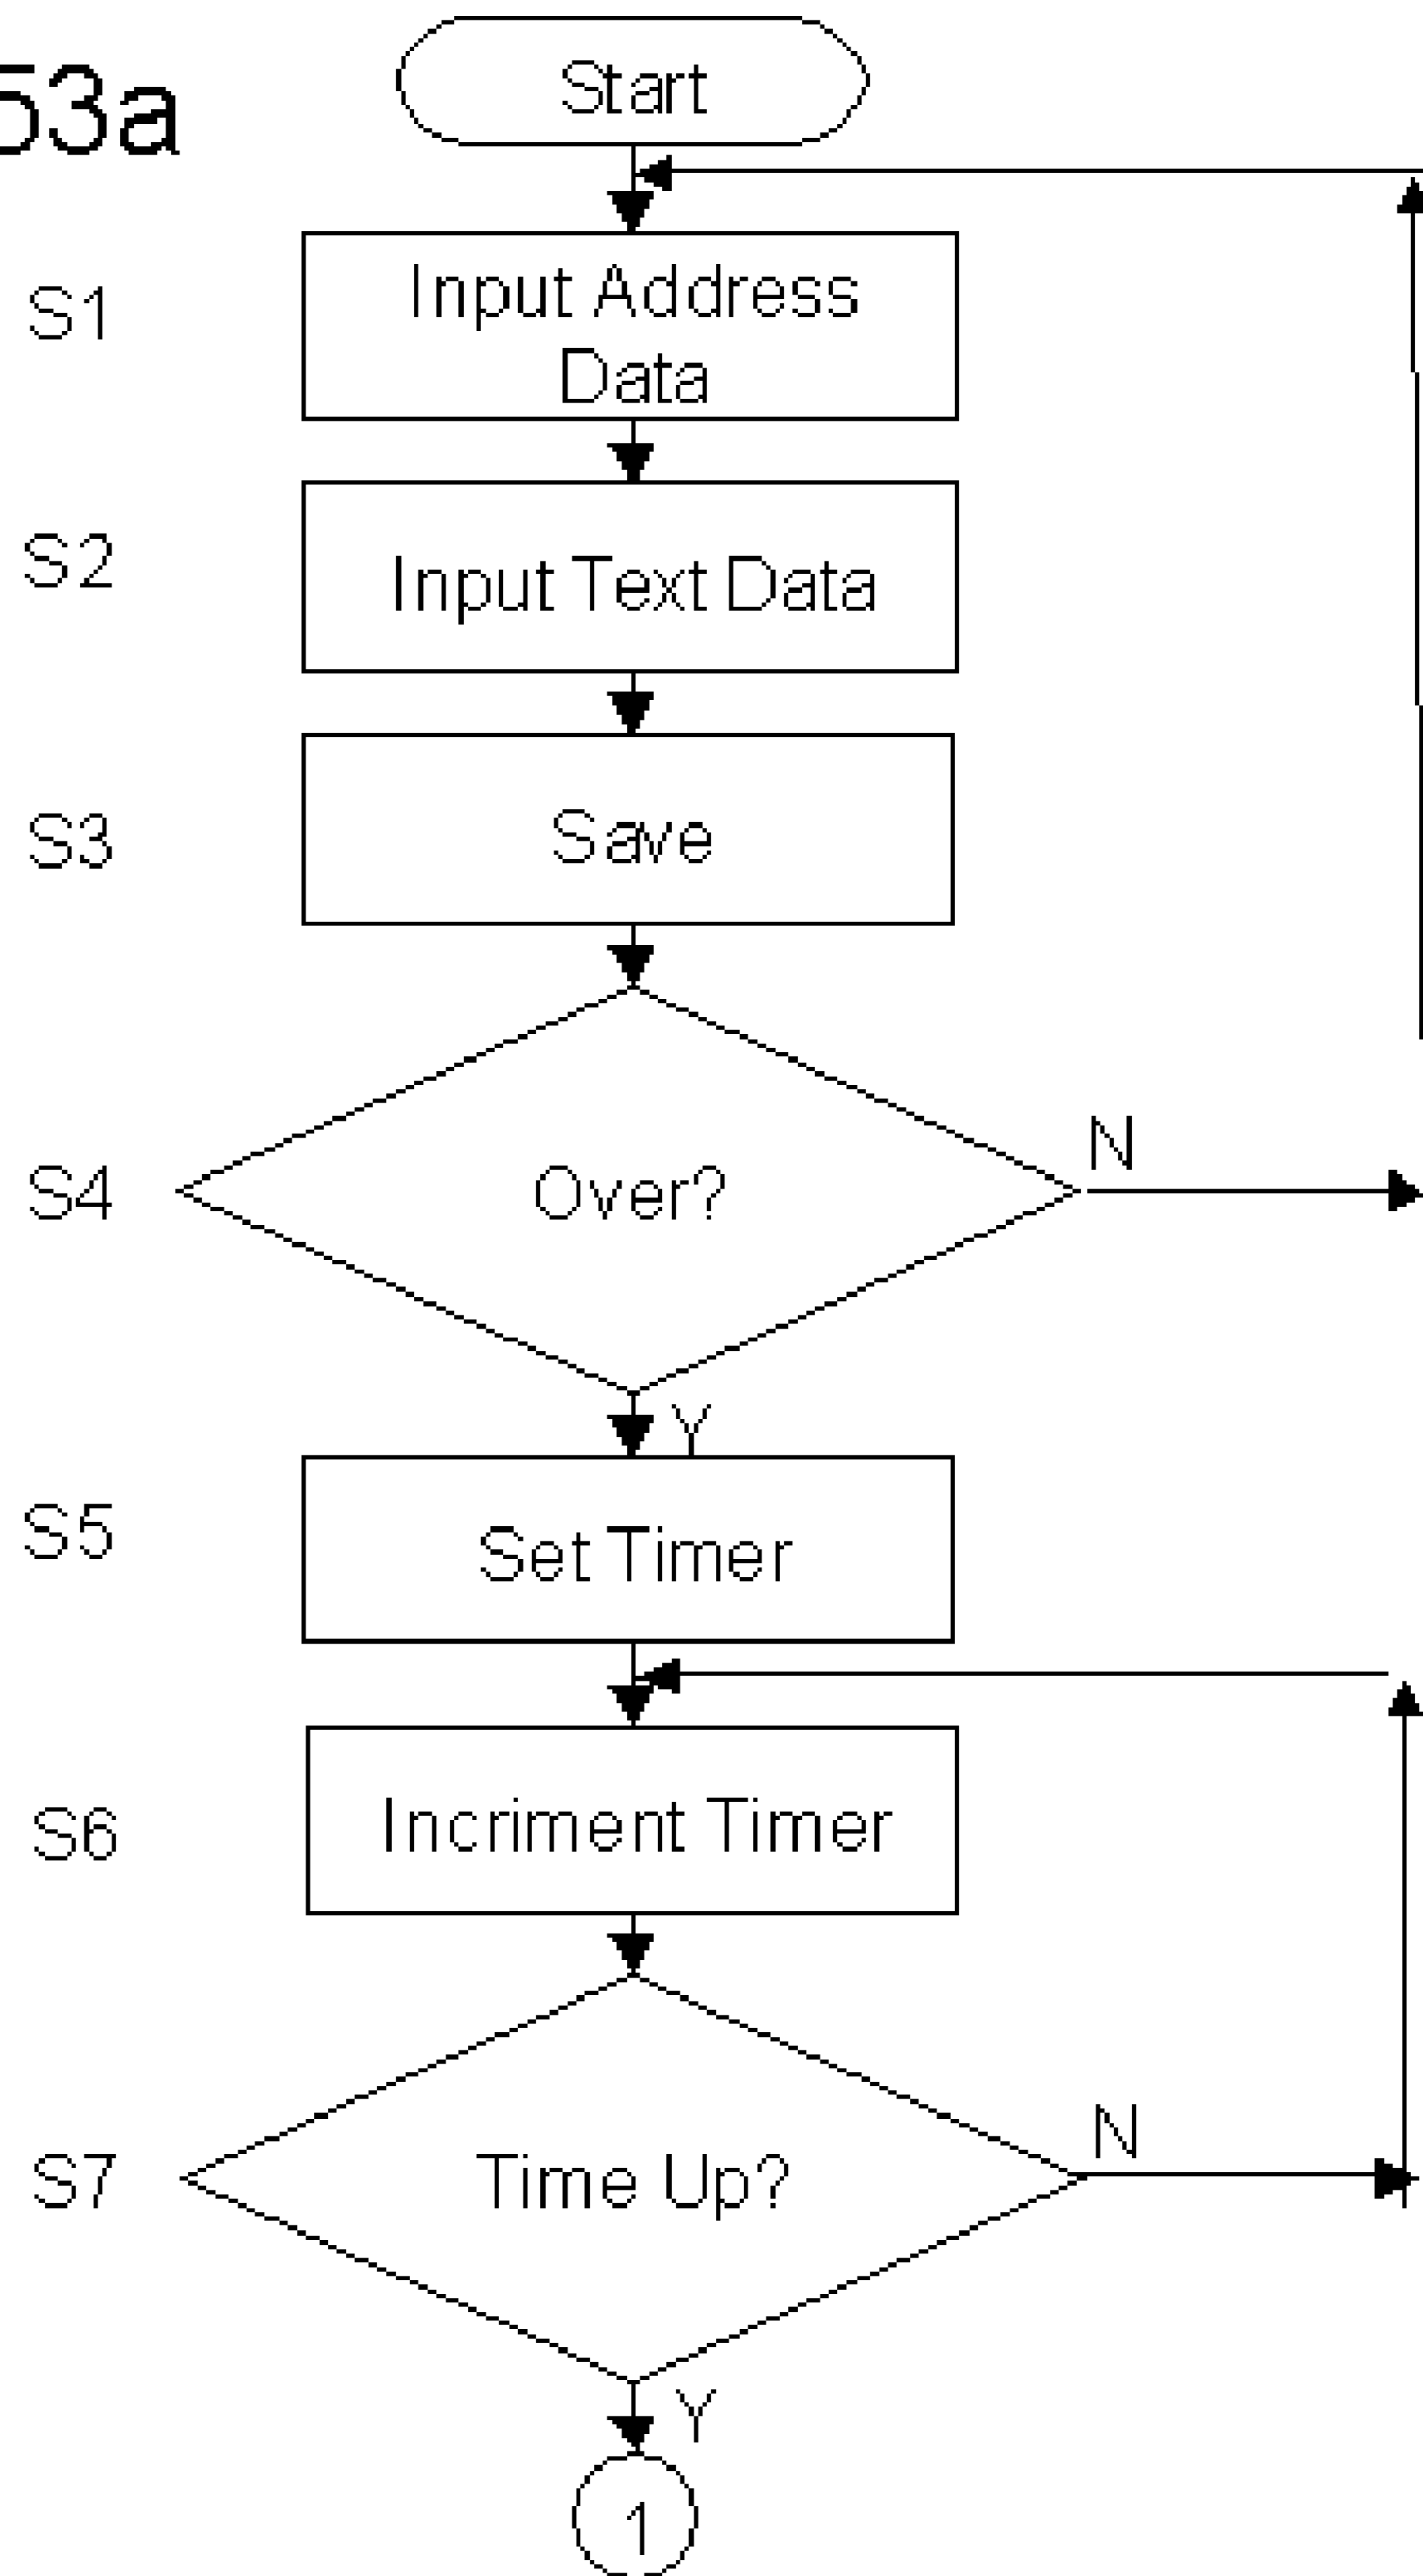 53a
Start
S1
Input Address
Data
S2
Input Text Data
S3
Save
S4
Over?
N
Y
S5
Set Timer
S6
Incriment Timer
S7
Time Up?
N
Y
1